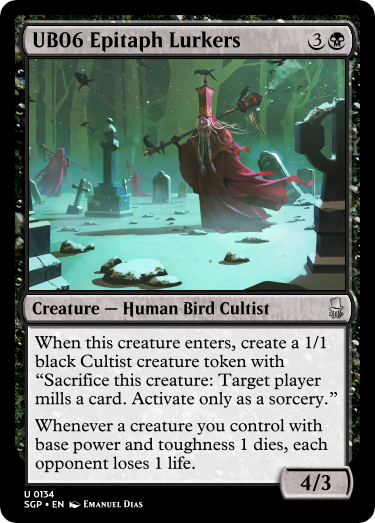 UB06 Epitaph Lurkers 3
Creature — Human Bird Cultist
When this creature enters, create a 1/1
black Cultist creature token with
“Sacrifice this creature: Target player
mills a card. Activate only as a sorcery.”
Whenever a creature you control with
base power and toughness 1 dies, each
opponent loses 1 life.
4/3
U 0134
SGP • EN Emanuel Dias